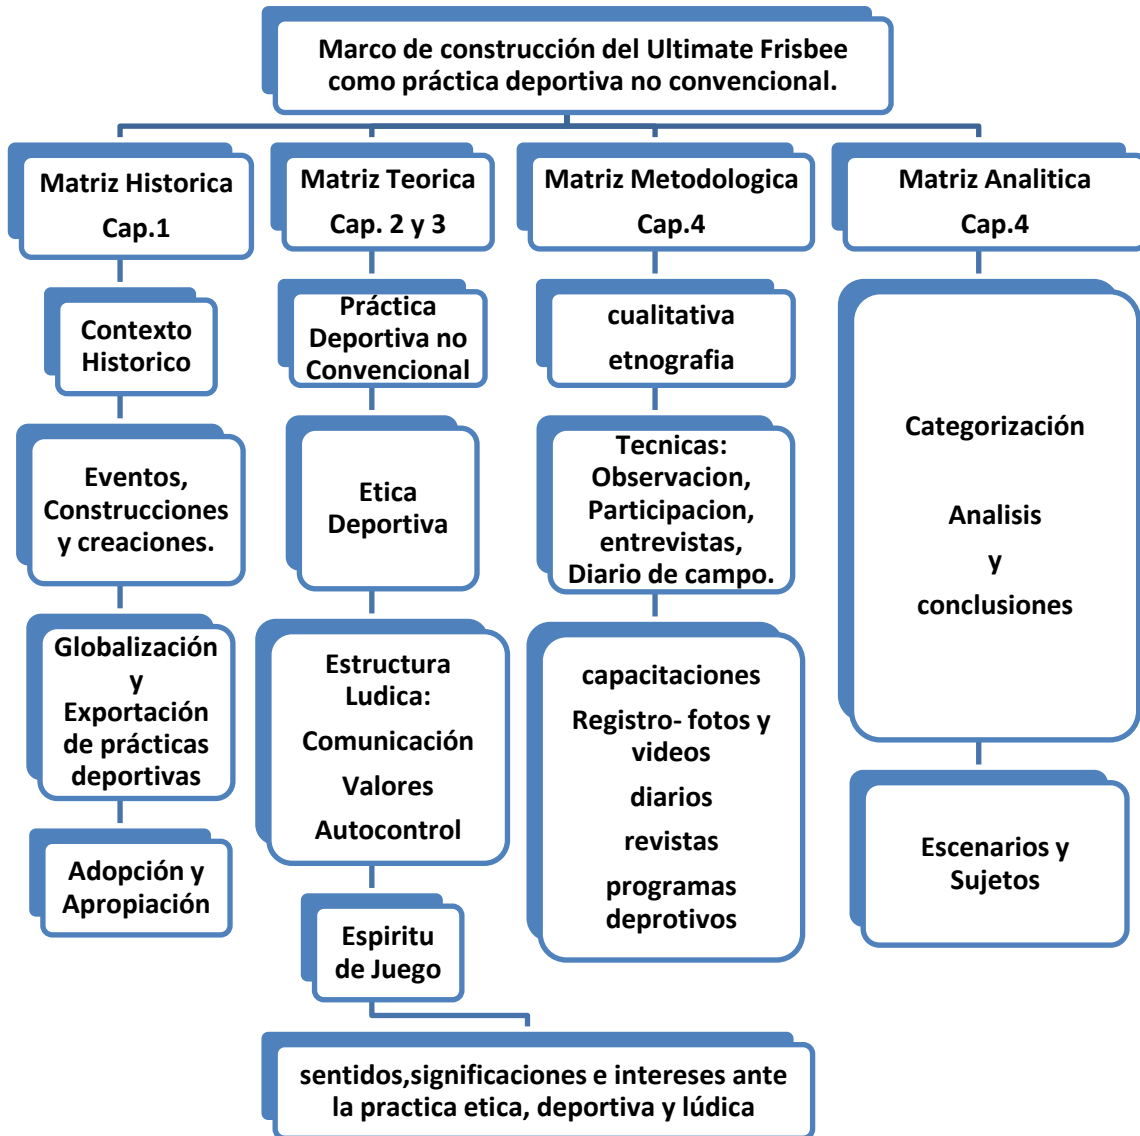 Marco de construcción del Ultimate Frisbee
como práctica deportiva no convencional.
Matriz Historica
Cap.1
Contexto
Historico
Eventos,
Construcciones
y creaciones.
Globalización
y
Exportación
de prácticas
deportivas
Adopción y
Apropiación
Matriz Teorica
Cap. 2 y 3
Práctica
Deportiva no
Convencional
Etica
Deportiva
Estructura
Ludica:
Comunicación
Valores
Autocontrol
Espiritu
de Juego
sentidos,significaciones e intereses ante
la practica etica, deportiva y lúdica
Matriz Metodologica
Cap.4
cualitativa
etnografia
Tecnicas:
Observacion,
Participacion,
entrevistas,
Diario de campo.
capacitaciones
Registro- fotos y
videos
diarios
revistas
programas
deprotivos
Matriz Analitica
Cap.4
Categorización
Analisis
y
conclusiones
Escenarios y
Sujetos